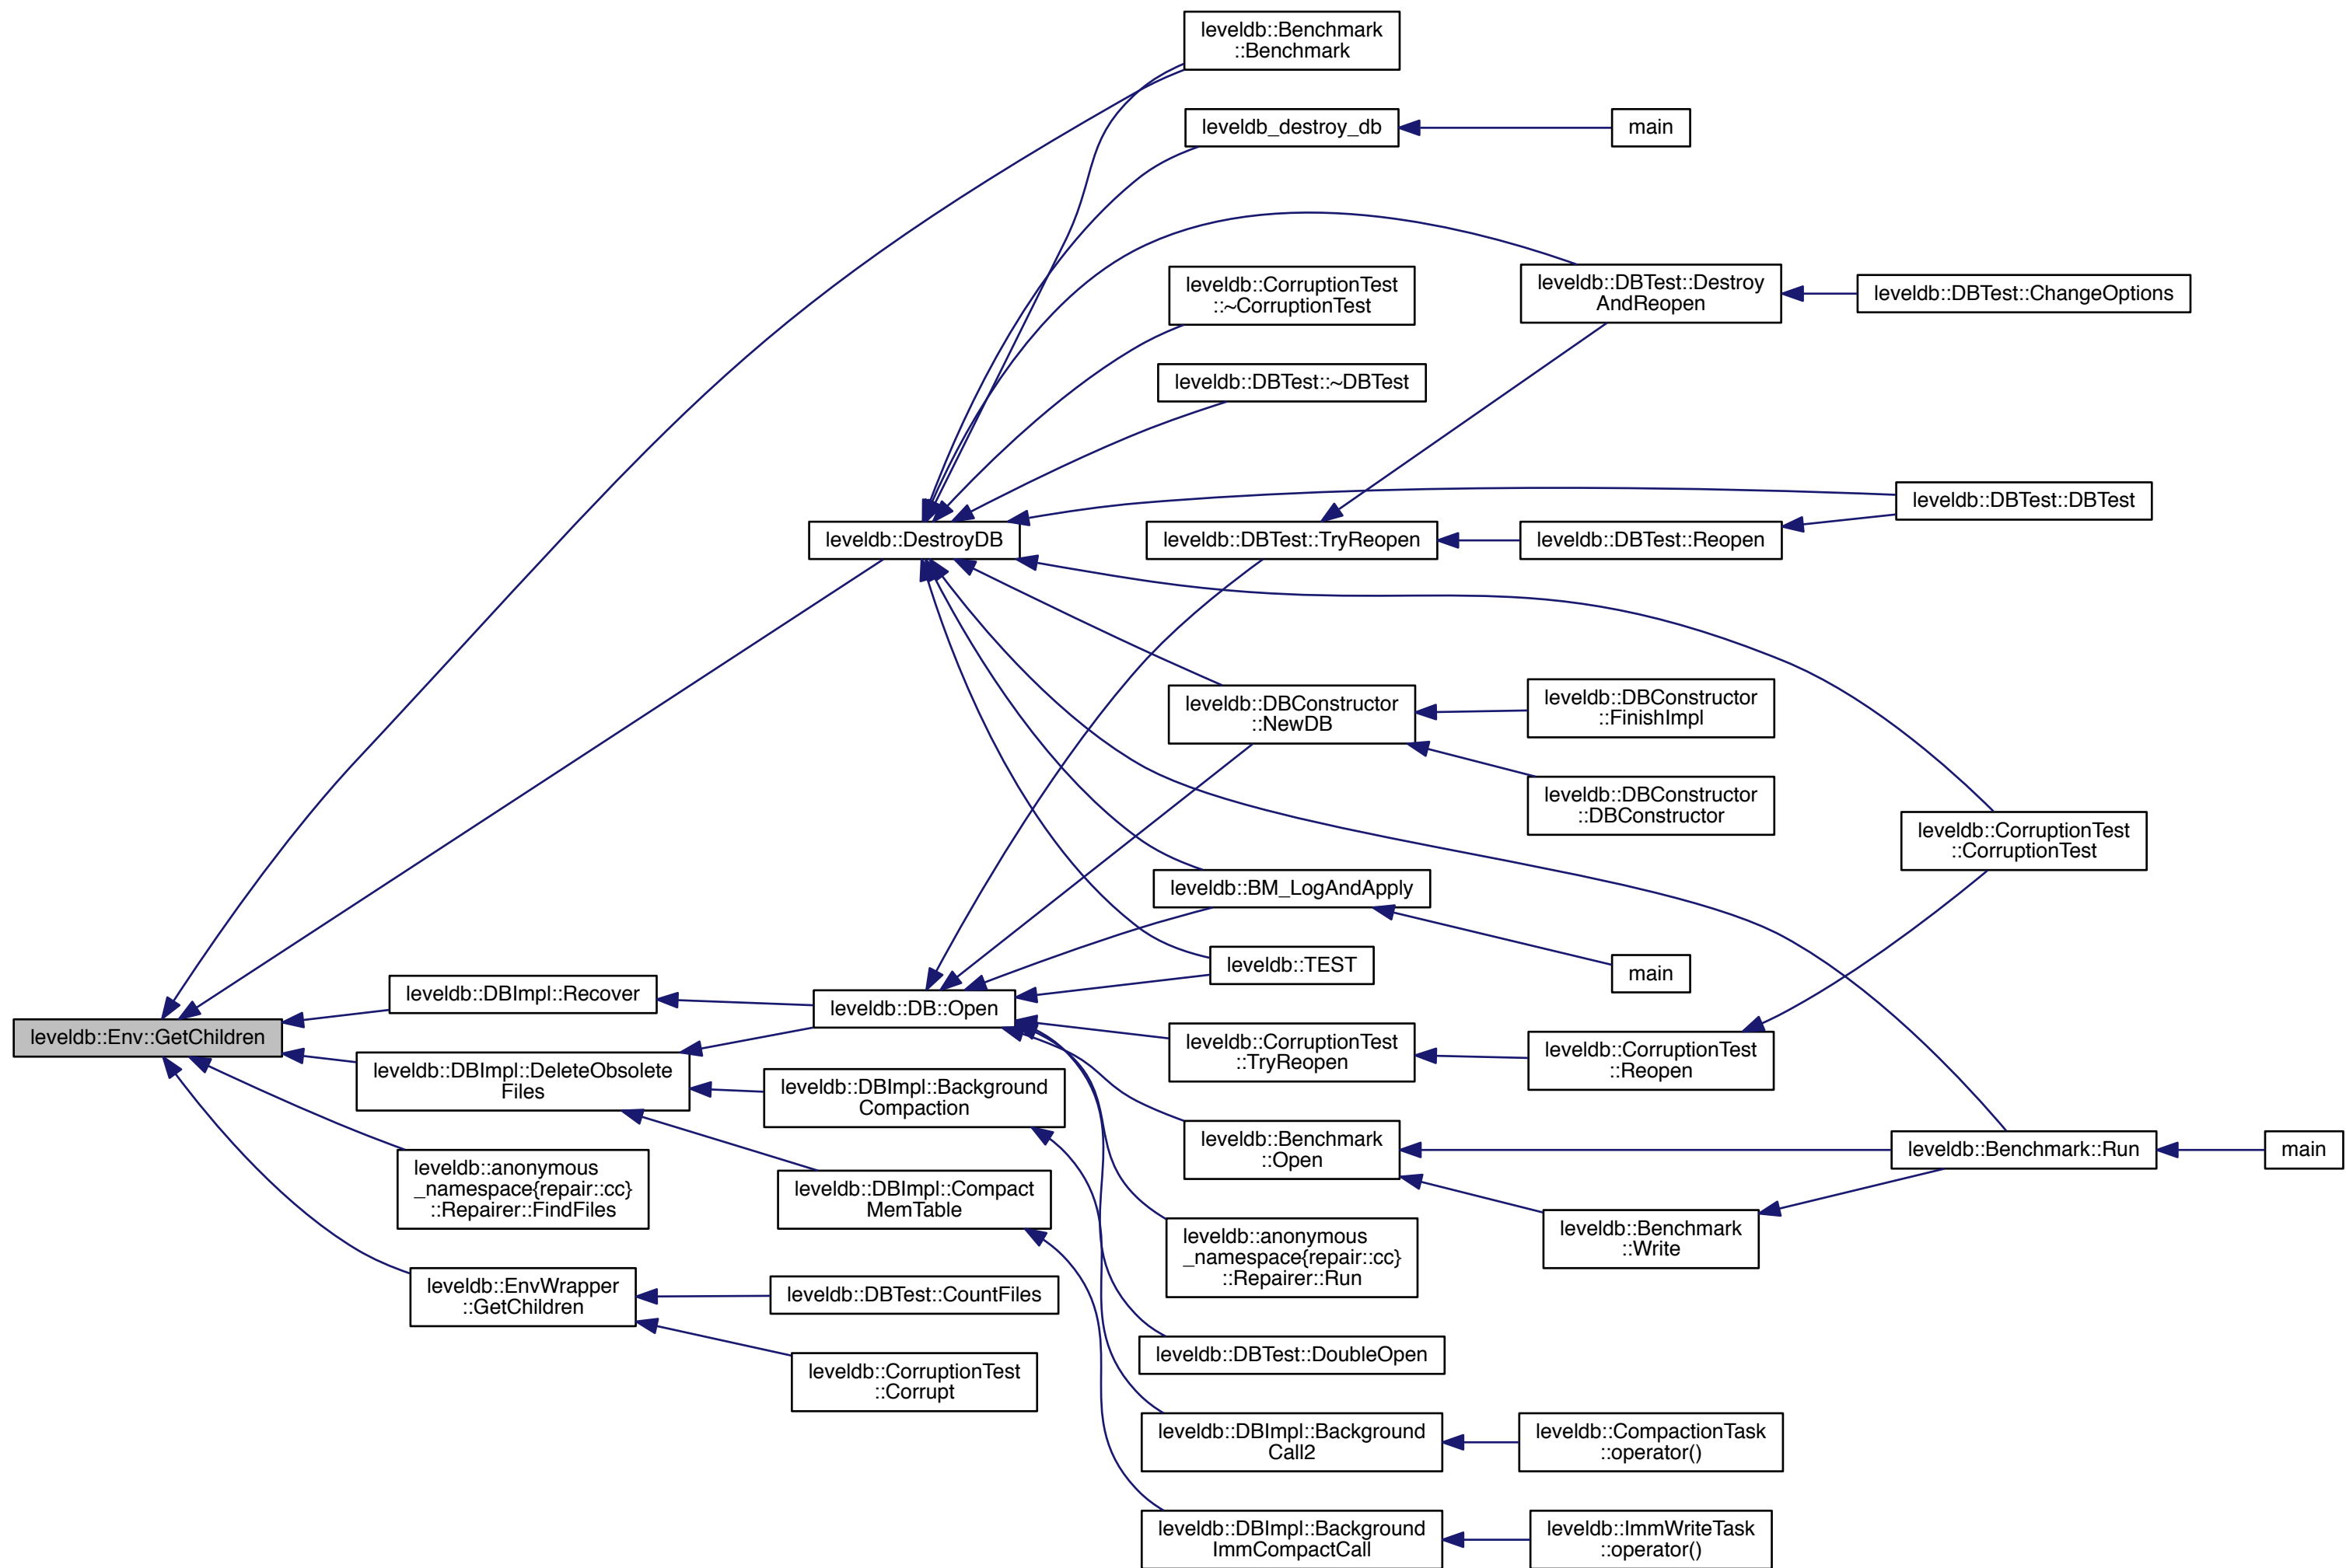 leveldb::Benchmark
::Benchmark
leveldb_destroy_db
main
leveldb::CorruptionTest
::~CorruptionTest
leveldb::DBTest::Destroy
AndReopen
leveldb::DBTest::ChangeOptions
leveldb::DBTest::~DBTest
leveldb::DBTest::DBTest
leveldb::DestroyDB
leveldb::DBTest::TryReopen
leveldb::DBTest::Reopen
leveldb::DBConstructor
::NewDB
leveldb::DBConstructor
::FinishImpl
leveldb::DBConstructor
::DBConstructor
leveldb::CorruptionTest
::CorruptionTest
leveldb::BM_LogAndApply
main
leveldb::TEST
leveldb::DBImpl::Recover
leveldb::DB::Open
leveldb::Env::GetChildren
leveldb::CorruptionTest
::TryReopen
leveldb::CorruptionTest
::Reopen
leveldb::DBImpl::DeleteObsolete
Files
leveldb::DBImpl::Background
Compaction
leveldb::Benchmark
::Open
leveldb::Benchmark::Run
main
leveldb::anonymous
_namespace{repair::cc}
::Repairer::FindFiles
leveldb::DBImpl::Compact
MemTable
leveldb::Benchmark
::Write
leveldb::anonymous
_namespace{repair::cc}
::Repairer::Run
leveldb::EnvWrapper
::GetChildren
leveldb::DBTest::CountFiles
leveldb::DBTest::DoubleOpen
leveldb::CorruptionTest
::Corrupt
leveldb::DBImpl::Background
Call2
leveldb::CompactionTask
::operator()
leveldb::DBImpl::Background
ImmCompactCall
leveldb::ImmWriteTask
::operator()